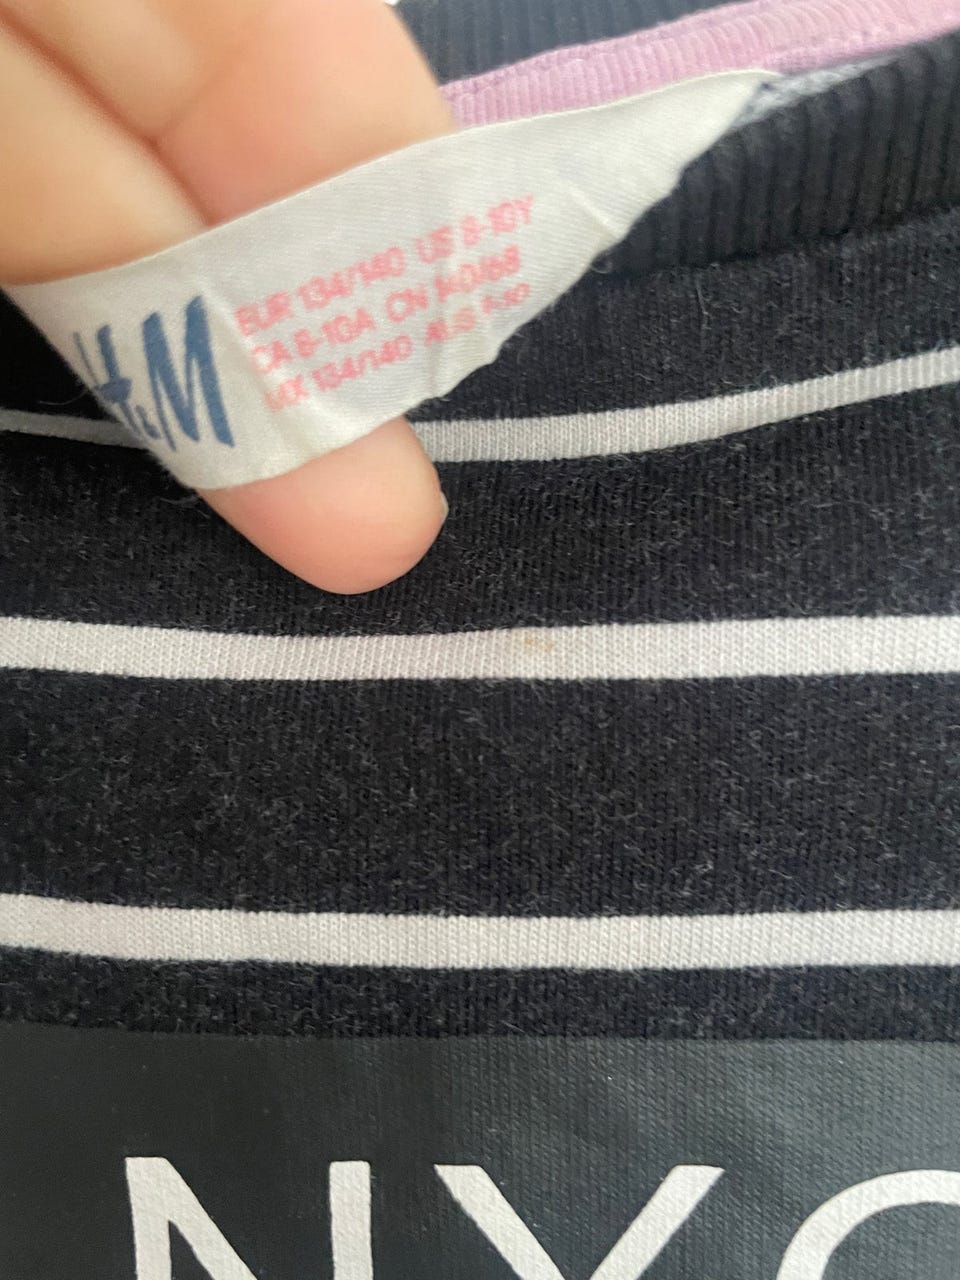 H&M
EUR 134/140 US 8-10Y
CA 8-10A CN 140/68
MX 134/140 AUS 8-10
NYC